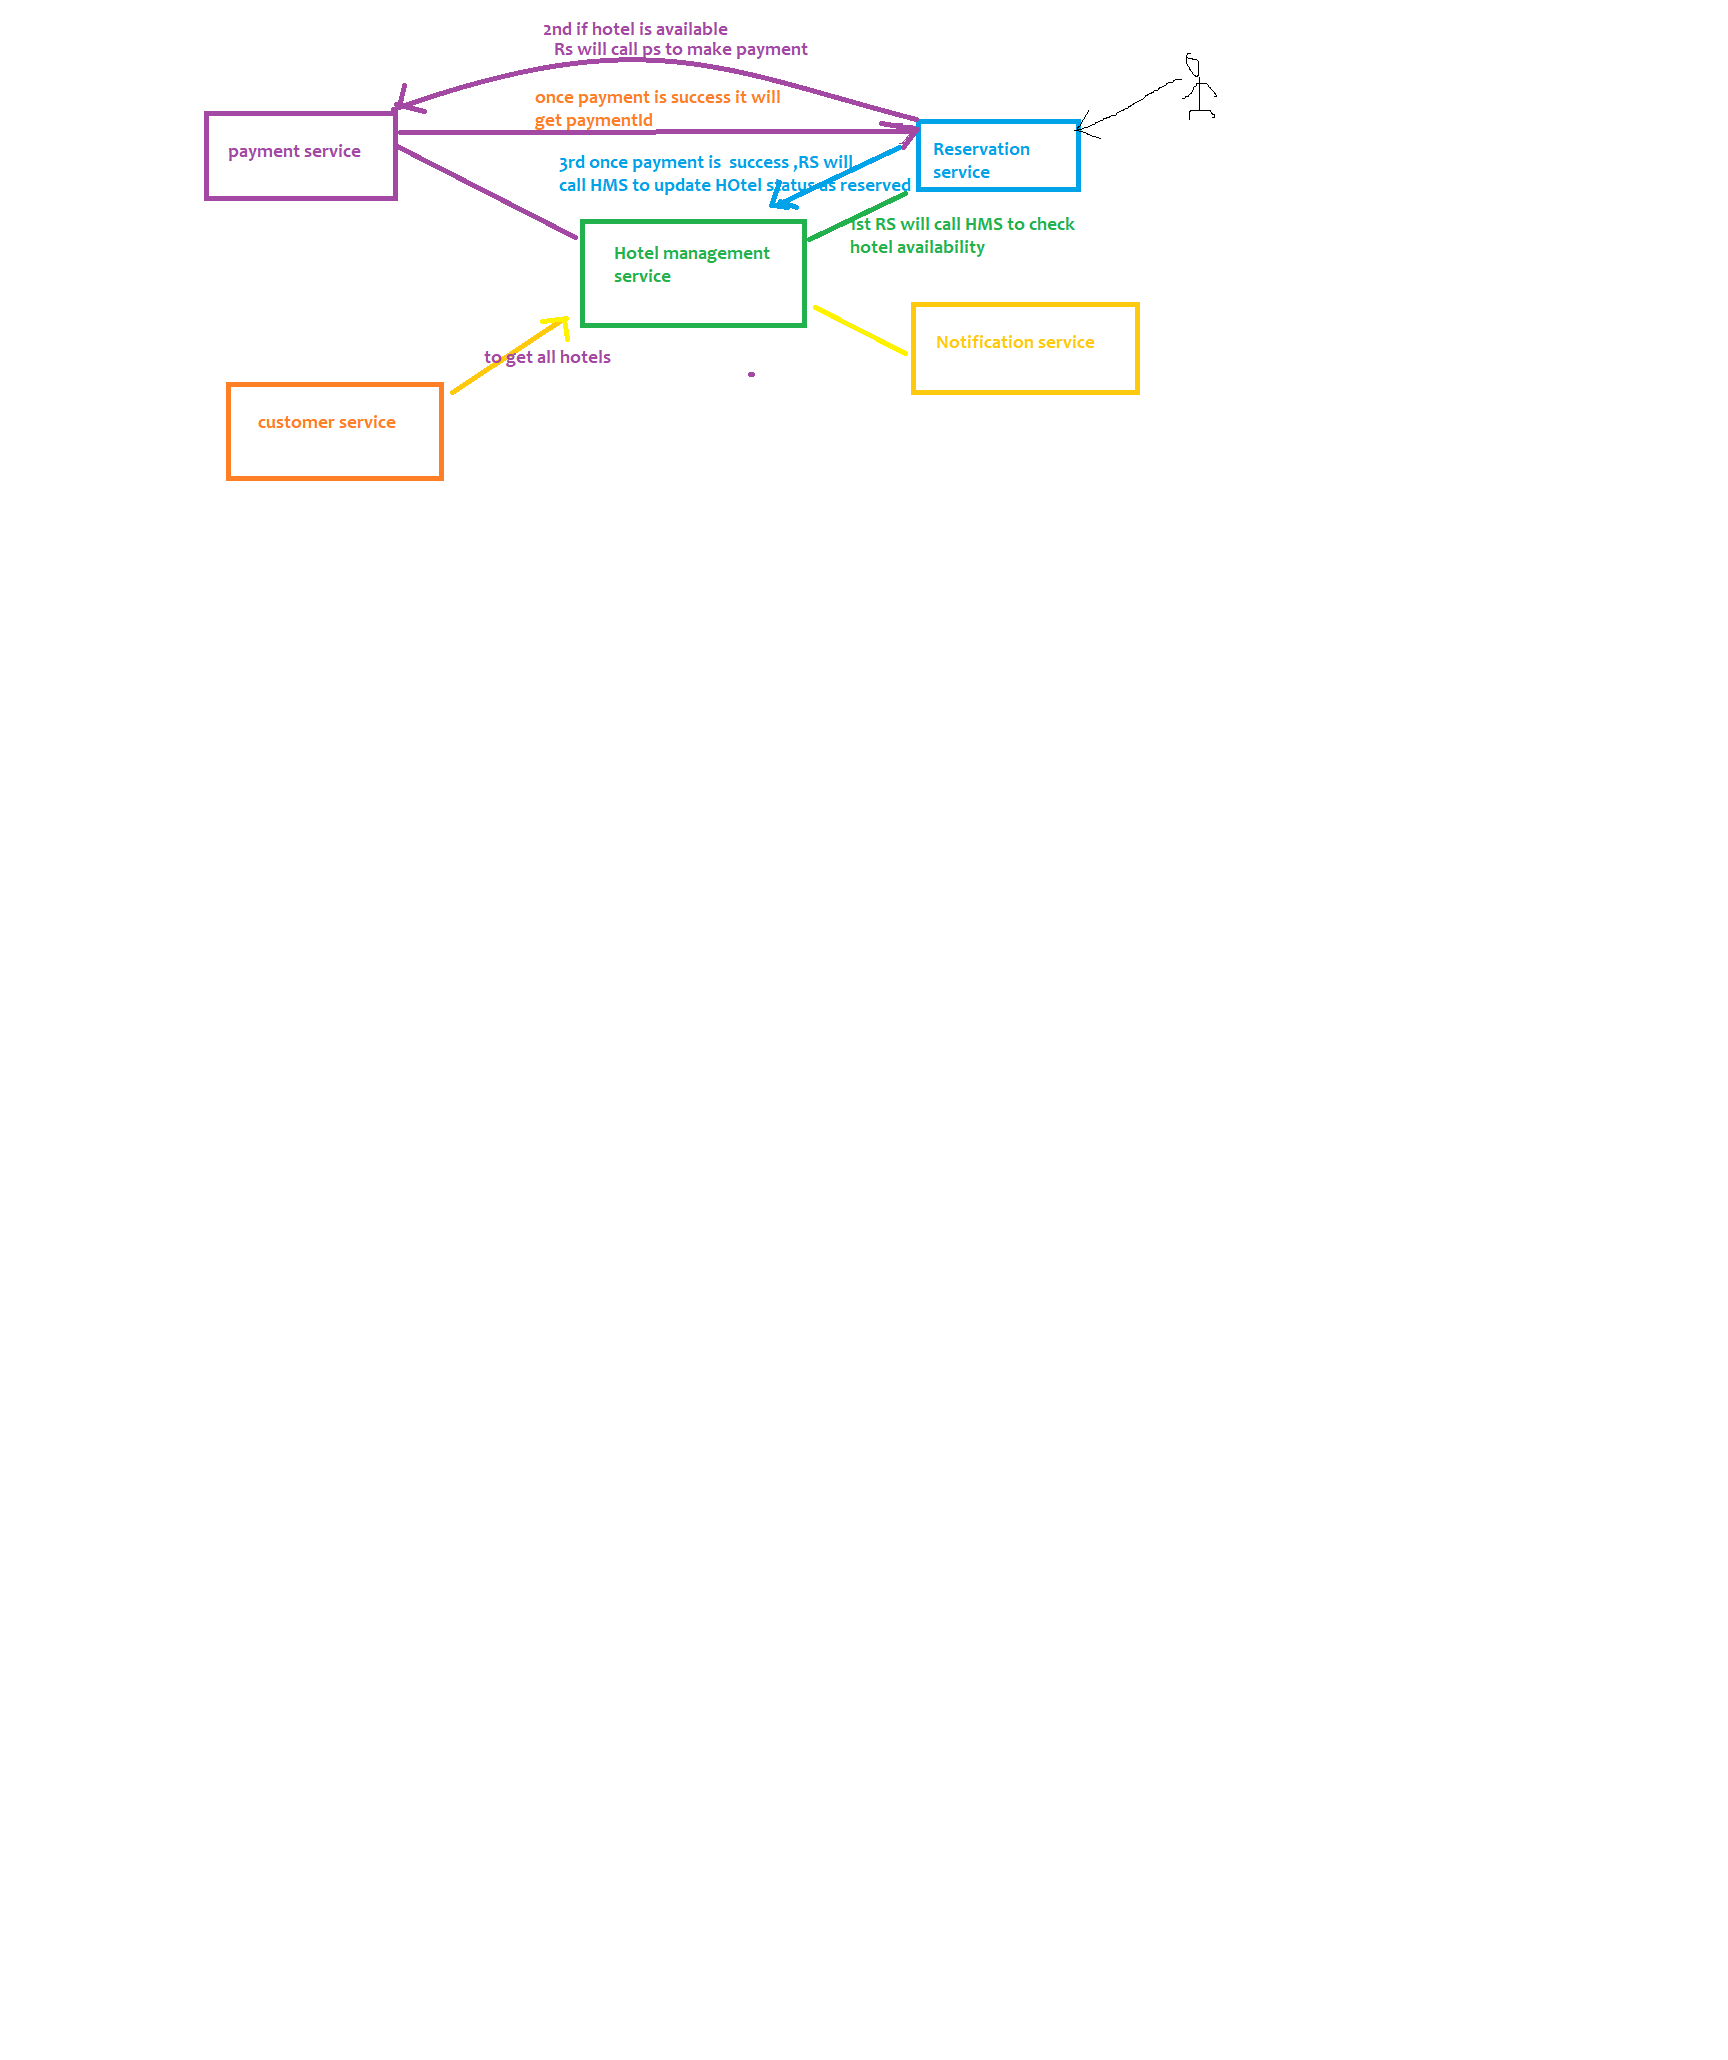 2nd if hotel is available
Rs will call ps to make payment
once payment is success it will
get paymentId
payment service
Reservation
service
3rd once payment is  success ,RS will
call HMS to update HOtel status as reserved
1st RS will call HMS to check
hotel availability
Hotel management
service
Notification service
to get all hotels
customer service